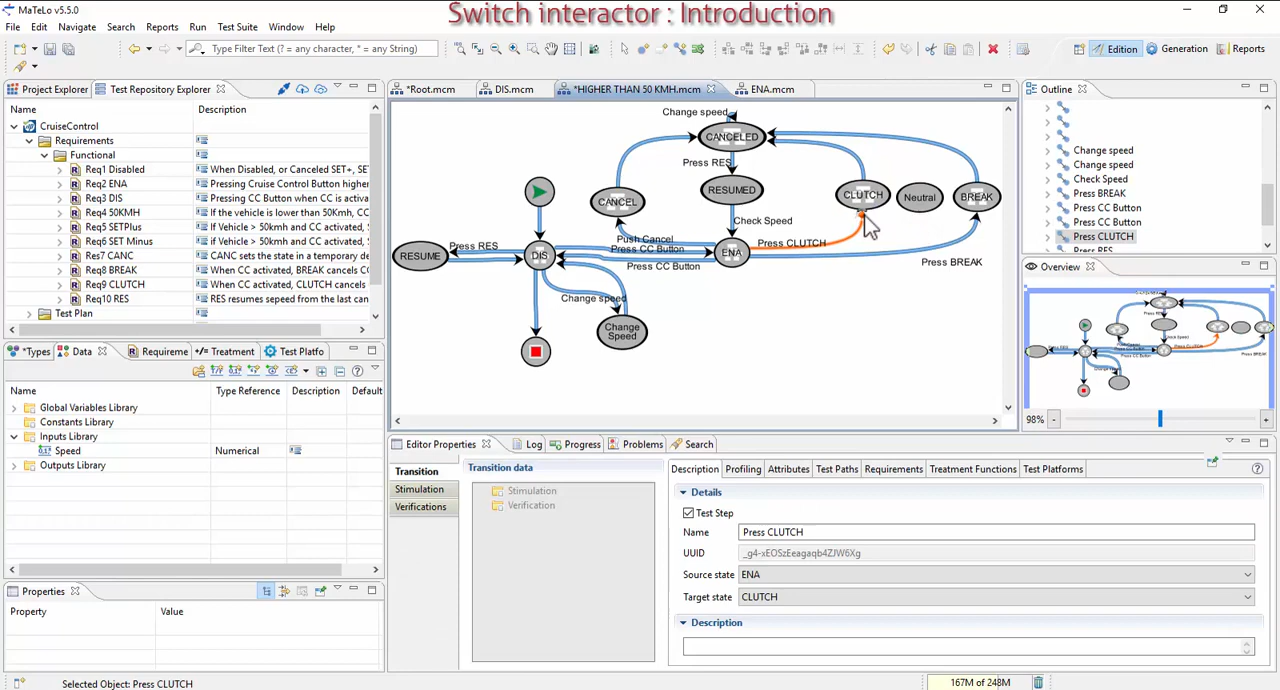 MaTeLo v5.5.0
Switch interactor : Introduction
File Edit Navigate Search Reports Run Test Suite Window Help
Type Filter Text (? = any character, * = any String)
Edition Generation Reports
Project Explorer Test Repository Explorer
Name Description
CruiseControl
Requirements
Functional
Req1 Disabled When Disabled, or Canceled SET+, SET
Req2 ENA Pressing Cruise Control Button higher
Req3 DIS Pressing CC Button when CC is activa
Req4 50KMH If the vehicle is lower than 50Kmh, CC
Req5 SETPlus if Vehicle > 50kmh and CC activated,
Req6 SET Minus if Vehicle > 50kmh and CC activated,
Req7 CANC CANC sets the state in a temporary d
Req8 BREAK When CC activated, BREAK cancels CC
Req9 CLUTCH When CC activated, CLUTCH cancels
Req10 RES RES resumes sepeed from the last can
Test Plan
*Types Data Requireme Treatment Test Platfo
Name Type Reference Description Default
Global Variables Library
Constants Library
Inputs Library
Speed Numerical
Outputs Library
Properties
Property Value
*Root.mcm DIS.mcm *HIGHER THAN 50 KMH.mcm ENA.mcm
Change speed
CANCELED
Press RES
RESUMED
CANCEL
CLUTCH
Neutral
BREAK
Check Speed
Push Cancel
Press CLUTCH
Press RES
Press CC Button
RESUME
DIS
ENA
Press CC Button
Press BREAK
Change speed
Change
Speed
Outline
Change speed
Change speed
Check Speed
Press BREAK
Press CC Button
Press CC Button
Press CLUTCH
Press RES
Overview
98%
Editor Properties Log Progress Problems Search
Transition
Stimulation
Verifications
Transition data
Stimulation
Verification
Description Profiling Attributes Test Paths Requirements Treatment Functions Test Platforms
Details
Test Step
Name Press CLUTCH
UUID _g4-xEOSzEeagaqb4ZJW6Xg
Source state ENA
Target state CLUTCH
Description
Selected Object: Press CLUTCH
167M of 248M